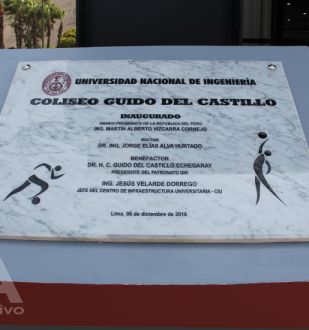 UNIVERSIDAD NACIONAL DE INGENIERÍA
COLISEO GUIDO DEL CASTILLO
INAUGURADO
SIENDO PRESIDENTE DE LA REPÚBLICA DEL PERÚ
ING. MARTÍN ALBERTO VIZCARRA CORNEJO
RECTOR
DR. ING. JORGE ELÍAS ALVA HURTADO
BENEFACTOR
DR. H. C. GUIDO DEL CASTILLO ECHEGARAY
PRESIDENTE DEL PATRONATO UNI
ING. JESÚS VELARDE DORREGO
JEFE DEL CENTRO DE INFRAESTRUCTURA UNIVERSITARIA - CIU
Lima, 06 de diciembre de 2018
A
ivo